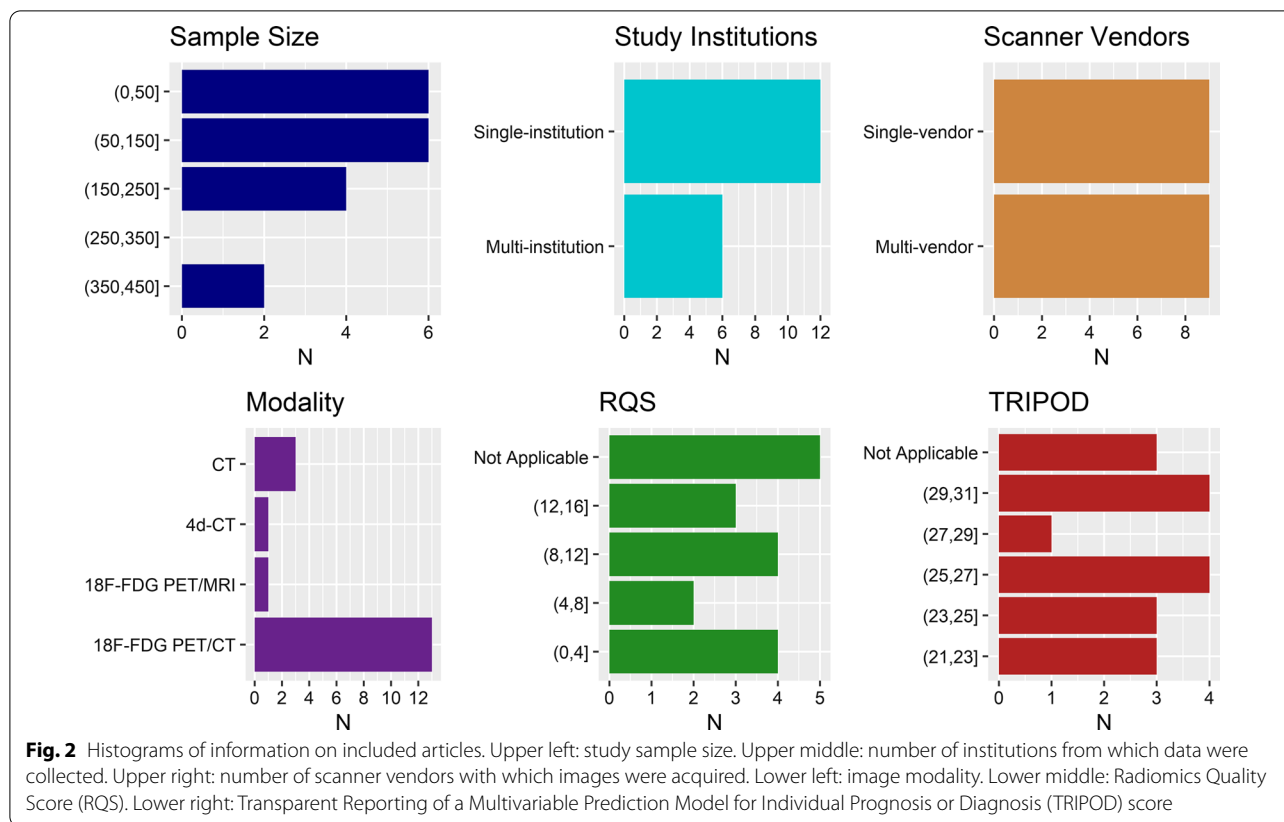 Sample Size
(0,50]
(50,150]
(150,250]
(250,350]
(350,450]
0 2 4 6
N
Study Institutions
Single-institution
Multi-institution
0 2 4 6 8 10 12
N
Scanner Vendors
Single-vendor
Multi-vendor
0 2 4 6 8
N
Modality
CT
4d-CT
18F-FDG PET/MRI
18F-FDG PET/CT
0 2 4 6 8 10 12
N
RQS
Not Applicable
(12,16]
(8,12]
(4,8]
(0,4]
0 1 2 3 4 5
N
TRIPOD
Not Applicable
(29,31]
(27,29]
(25,27]
(23,25]
(21,23]
0 1 2 3 4
N
Fig. 2 Histograms of information on included articles. Upper left: study sample size. Upper middle: number of institutions from which data were
collected. Upper right: number of scanner vendors with which images were acquired. Lower left: image modality. Lower middle: Radiomics Quality
Score (RQS). Lower right: Transparent Reporting of a Multivariable Prediction Model for Individual Prognosis or Diagnosis (TRIPOD) score